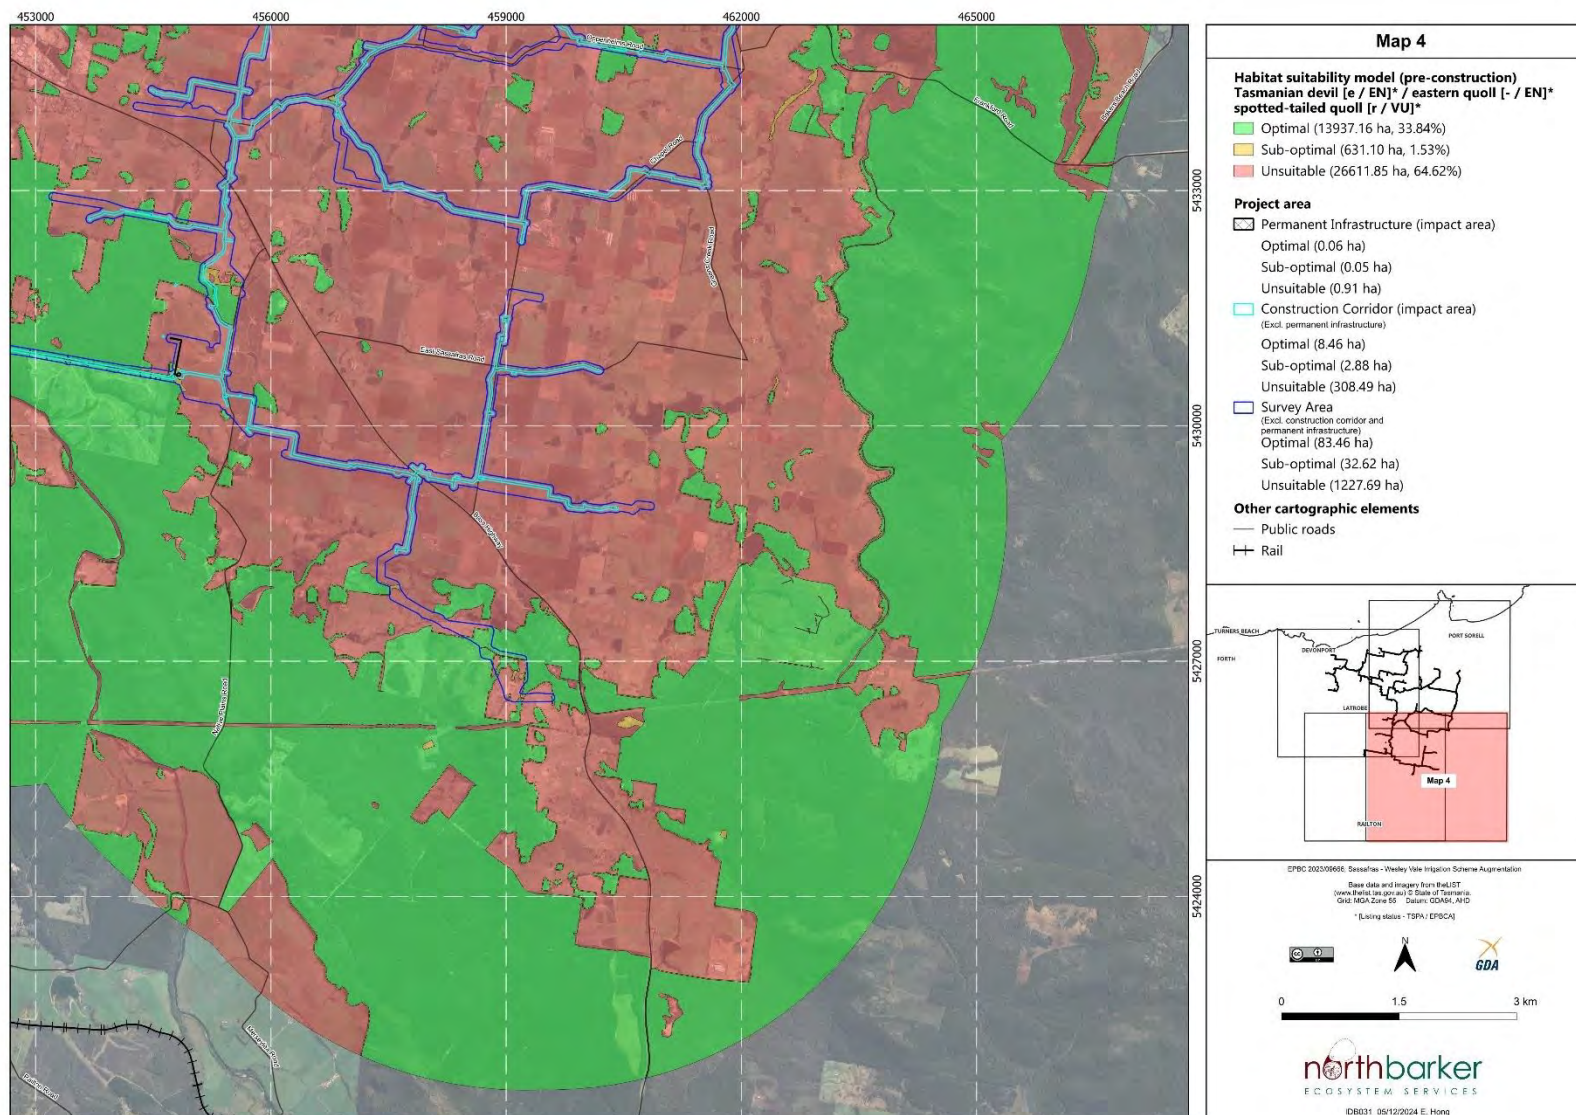 453000
456000
459000
462000
465000
5433000
5430000
5427000
5424000
Chapel Road
East Sassafras Road
Bass Highway
Frankford Road
Map 4
Habitat suitability model (pre-construction)
Tasmanian devil [e / EN]* / eastern quoll [- / EN]*
spotted-tailed quoll [r / VU]*
Optimal (13937.16 ha, 33.84%)
Sub-optimal (631.10 ha, 1.53%)
Unsuitable (26611.85 ha, 64.62%)
Project area
Permanent Infrastructure (impact area)
Optimal (0.06 ha)
Sub-optimal (0.05 ha)
Unsuitable (0.91 ha)
Construction Corridor (impact area)
(Excl. permanent infrastructure)
Optimal (8.46 ha)
Sub-optimal (2.88 ha)
Unsuitable (308.49 ha)
Survey Area
(Excl. construction corridor and
permanent infrastructure)
Optimal (83.46 ha)
Sub-optimal (32.62 ha)
Unsuitable (1227.69 ha)
Other cartographic elements
Public roads
Rail
TURNERS BEACH
DEVONPORT
PORT SORELL
FORTH
LATROBE
Map 4
RAILTON
EPBC 2023/09666, Sassafras - Wesley Vale Irrigation Scheme Augmentation
Base data and imagery from theLIST
(www.thelist.tas.gov.au) © State of Tasmania.
Grid: MGA Zone 55 Datum: GDA94, AHD
* [Listing status - TSPA / EPBCA]
N
GDA
0 1.5 3 km
northbarker
ECOSYSTEM SERVICES
IDB031 05/12/2024 E. Hong